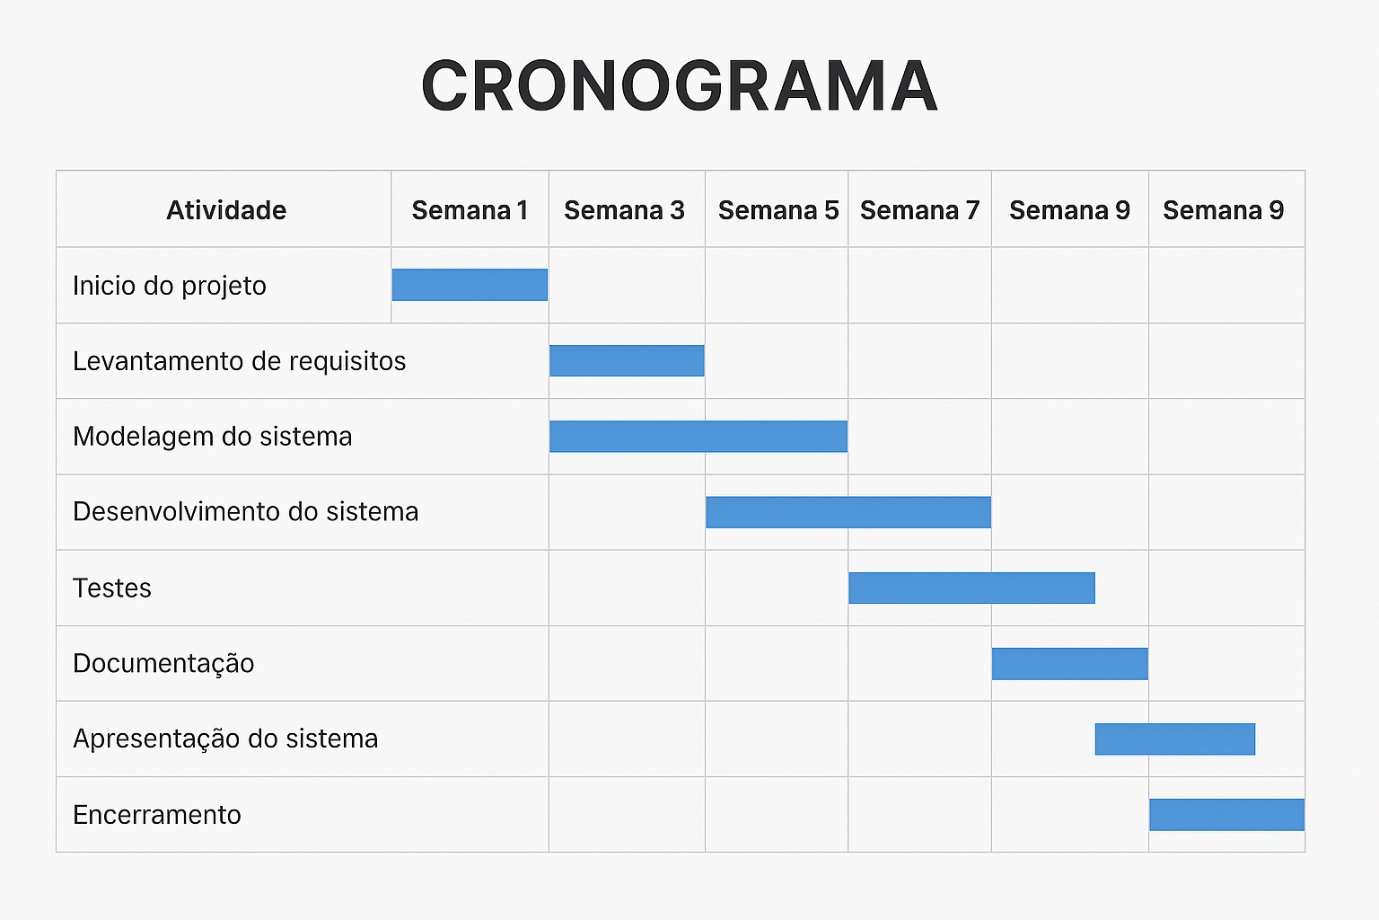 CRONOGRAMA
Atividade Semana 1 Semana 3 Semana 5 Semana 7 Semana 9 Semana 9
Inicio do projeto
Levantamento de requisitos
Modelagem do sistema
Desenvolvimento do sistema
Testes
Documentação
Apresentação do sistema
Encerramento